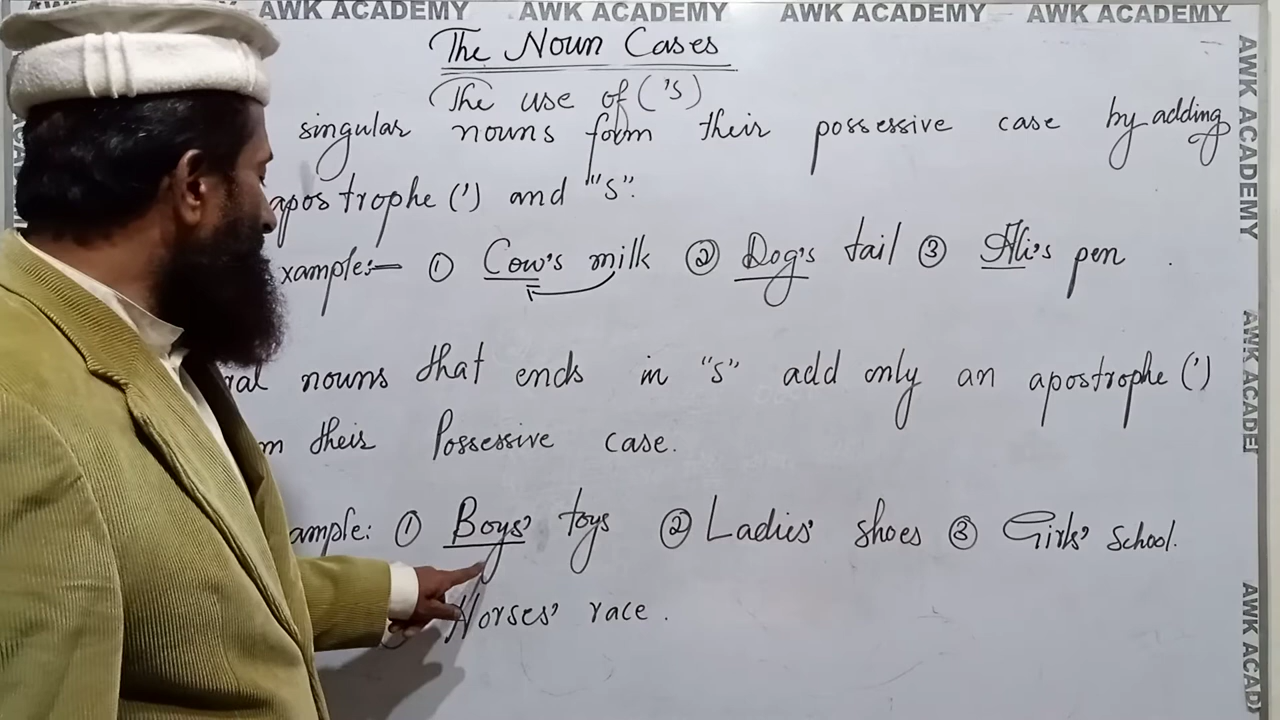 AWK ACADEMY AWK ACADEMY AWK ACADEMY AWK ACADEMY
The Noun Cases
The use of ('s)
singular nouns form their possessive case by adding
apostrophe (') and "s".
xample:- ① Cow's milk ② Dog's tail ③ Ali's pen
ral nouns that ends in "s" add only an apostrophe (')
m their Possessive case.
ample: ① Boys' toys ② Ladies' shoes ③ Girls' School.
Horses' race.
AWK ACADEMY
AWK ACADE
AWK ACAD